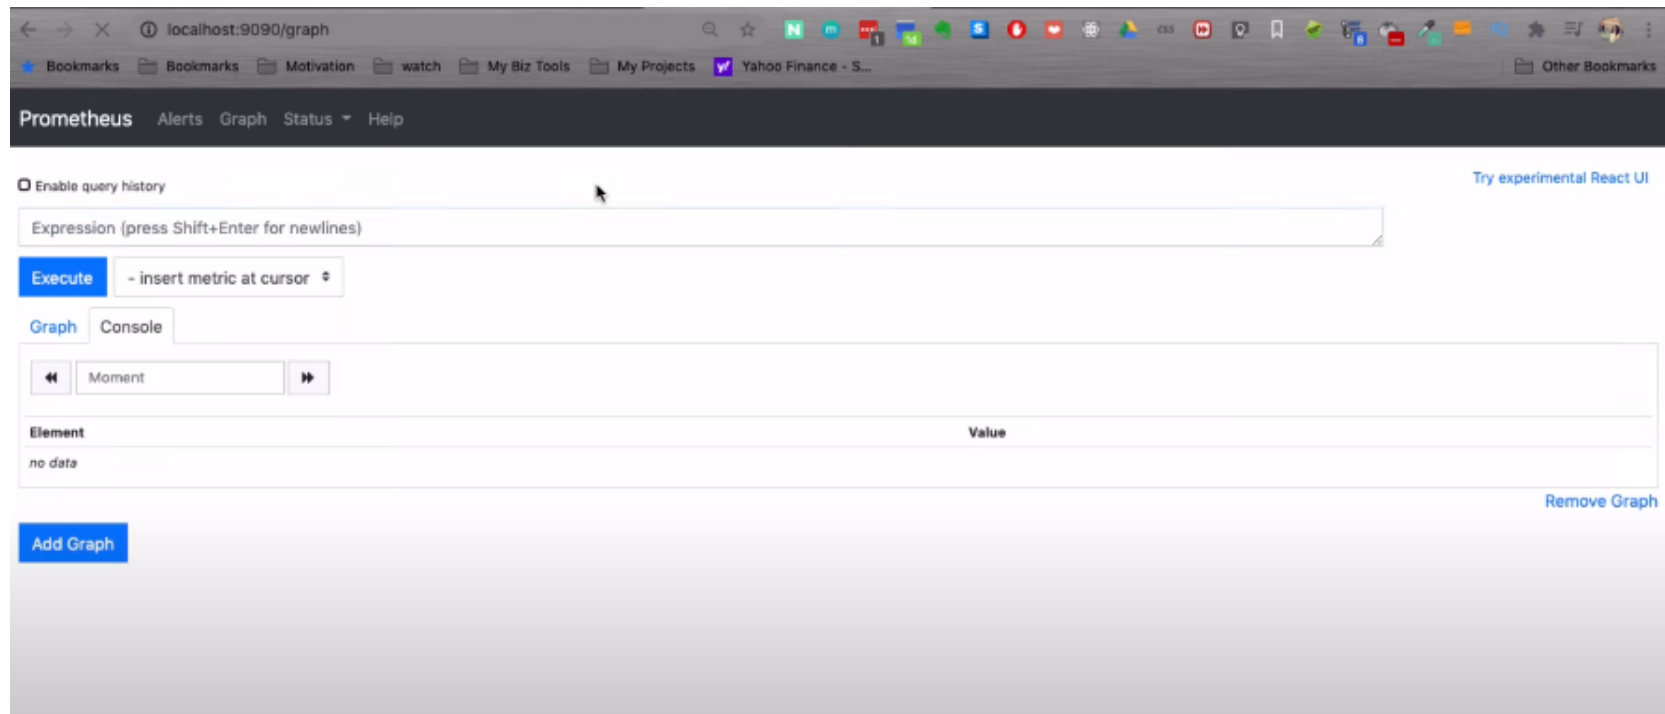 localhost:9090/graph
Bookmarks Bookmarks Motivation watch My Biz Tools My Projects Yahoo Finance - S... Other Bookmarks
Prometheus Alerts Graph Status Help
Enable query history
Try experimental React UI
Expression (press Shift+Enter for newlines)
Execute - insert metric at cursor
Graph Console
Moment
Element Value
no data
Remove Graph
Add Graph